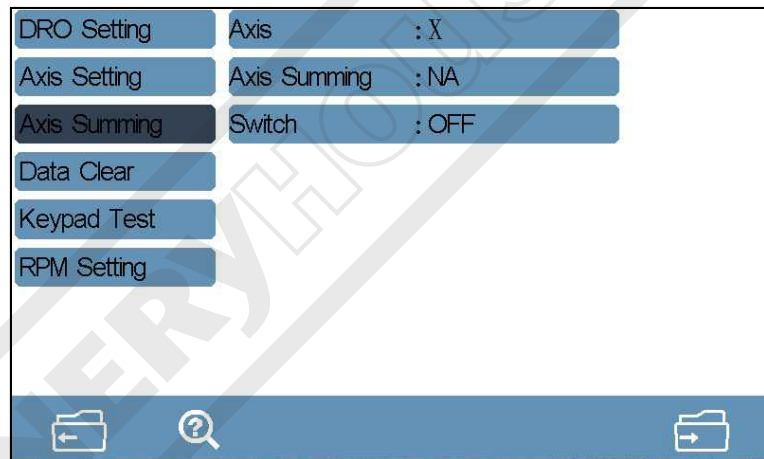 DRO Setting
Axis : X
Axis Setting
Axis Summing : NA
Axis Summing
Switch : OFF
Data Clear
Keypad Test
RPM Setting